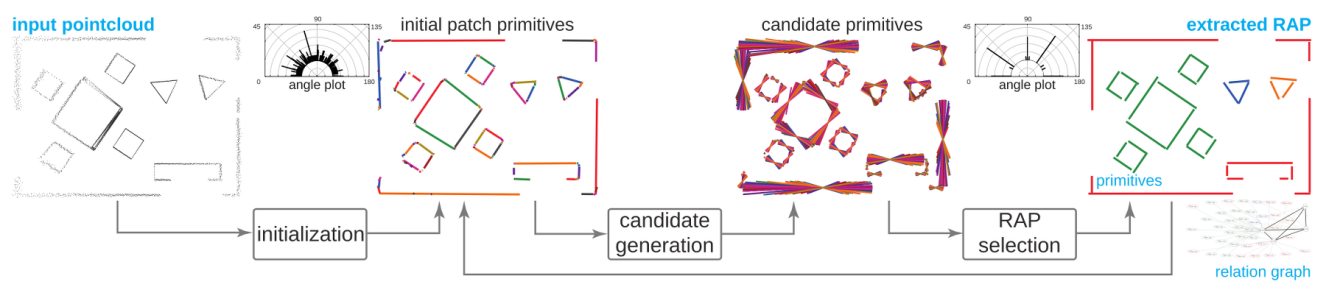 input pointcloud
90
45
135
0
180
angle plot
initial patch primitives
candidate primitives
90
45
135
0
180
angle plot
extracted RAP
primitives
initialization
candidate
generation
RAP
selection
relation graph